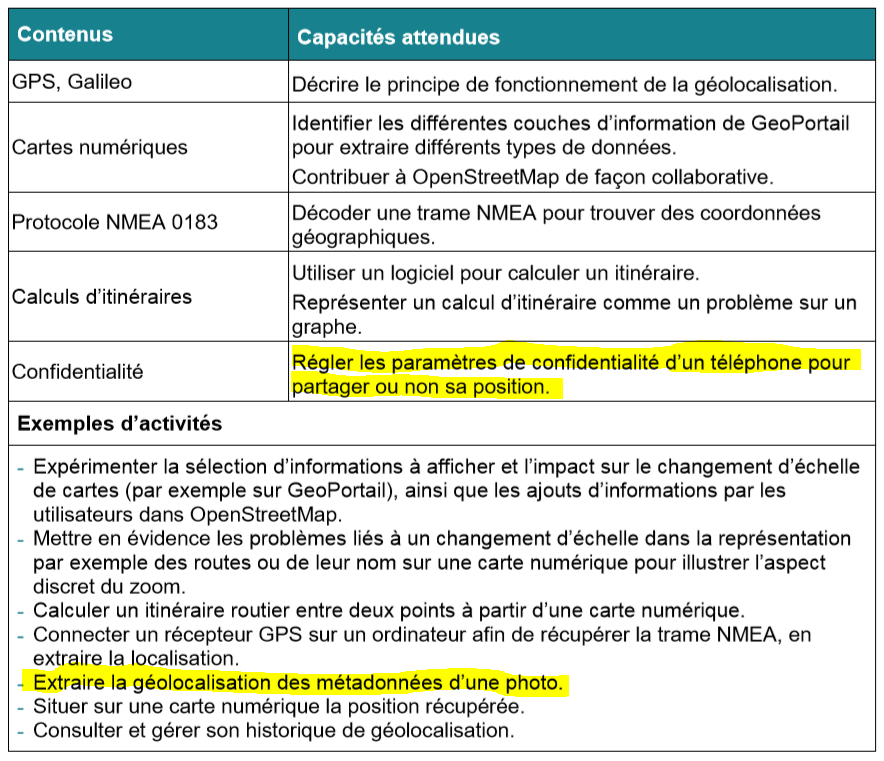 Contenus
Capacités attendues
GPS, Galileo
Décrire le principe de fonctionnement de la géolocalisation.
Cartes numériques
Identifier les différentes couches d’information de GeoPortail
pour extraire différents types de données.
Contribuer à OpenStreetMap de façon collaborative.
Protocole NMEA 0183
Décoder une trame NMEA pour trouver des coordonnées
géographiques.
Calculs d’itinéraires
Utiliser un logiciel pour calculer un itinéraire.
Représenter un calcul d’itinéraire comme un problème sur un
graphe.
Confidentialité
Régler les paramètres de confidentialité d’un téléphone pour
partager ou non sa position.
Exemples d’activités
- Expérimenter la sélection d’informations à afficher et l’impact sur le changement d’échelle
de cartes (par exemple sur GeoPortail), ainsi que les ajouts d’informations par les
utilisateurs dans OpenStreetMap.
- Mettre en évidence les problèmes liés à un changement d’échelle dans la représentation
par exemple des routes ou de leur nom sur une carte numérique pour illustrer l’aspect
discret du zoom.
- Calculer un itinéraire routier entre deux points à partir d’une carte numérique.
- Connecter un récepteur GPS sur un ordinateur afin de récupérer la trame NMEA, en
extraire la localisation.
- Extraire la géolocalisation des métadonnées d’une photo.
- Situer sur une carte numérique la position récupérée.
- Consulter et gérer son historique de géolocalisation.